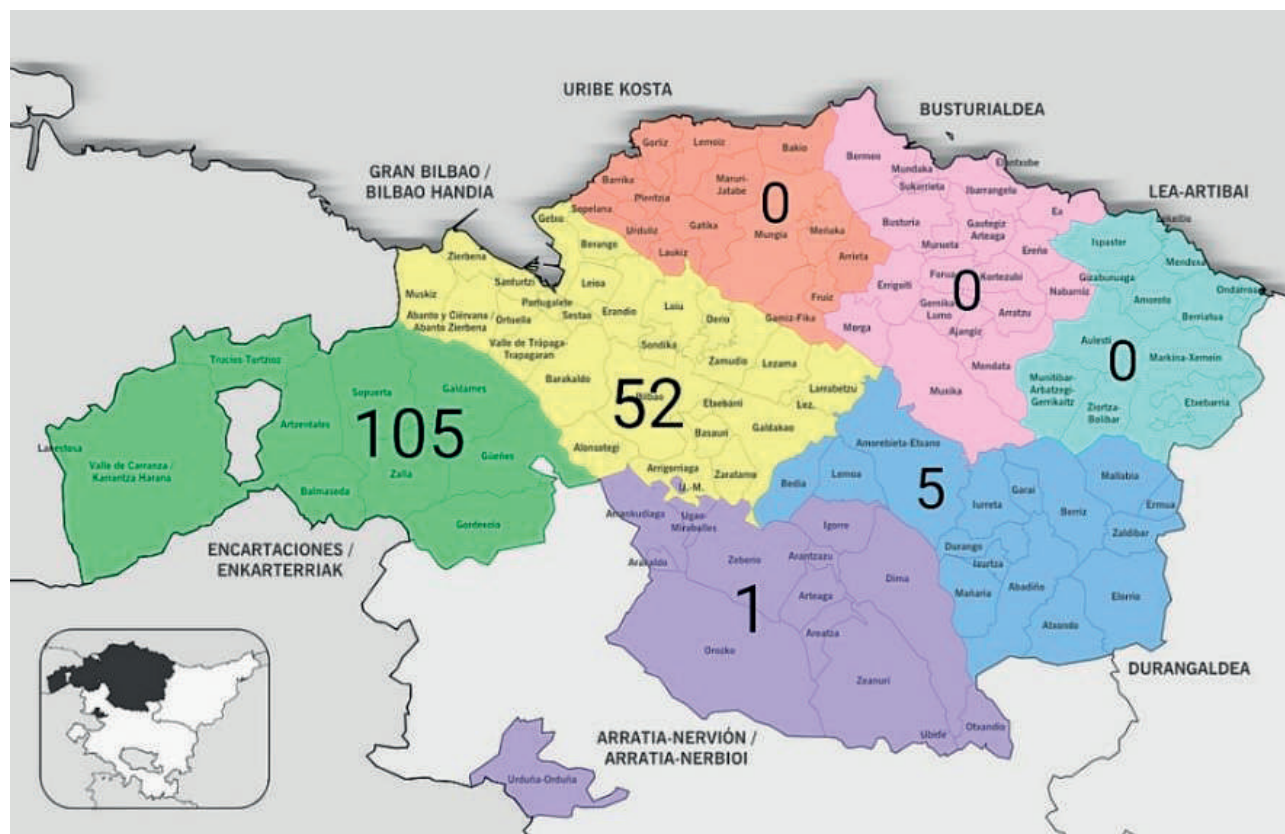 URIBE KOSTA
BUSTURIALDEA
GRAN BILBAO /
BILBAO HANDIA
LEA-ARTIBAI
Gorliz
Lemoiz
Bakio
Barrika
Plentzia
Maruri-
Jatabe
0
Sopelana
Urduliz
Gatika
Mungia
Meñaka
Laukiz
Arrieta
Fruiz
Gamiz-Fika
Bermeo
Mundaka
Sukarrieta
Elantxobe
Ibarrangelu
Ea
Busturia
Gautegiz
Arteaga
Murueta
Ereño
Errigoiti
Forua
Kortezubi
Nabarniz
0
Gernika
Lumo
Arratzu
Ajangiz
Morga
Mendata
Muxika
Ispaster
Mendexa
Gizaburuaga
Amoroto
Ondarroa
Berriatua
Aulesti
0
Markina-Xemein
Munitibar
Arbatzegi-
Gerrikaitz
Ziortza-
Bolibar
Etxebarria
Getxo
Berango
Zierbena
Santurtzi
Leioa
Muskiz
Portugalete
Sestao
Erandio
Loiu
Derio
Abanto y Ciérvana /
Abanto Zierbena
Ortuella
Valle de Trápaga-
Trapagaran
Sondika
Zamudio
Lezama
Barakaldo
52
Bilbao
Larrabetzu
Lez.
Etxebarri
Basauri
Galdakao
Alonsotegi
Arrigorriaga
Zaratamo
U.-M.
Trucios-Turtzioz
Sopuerta
Galdames
Artzentales
105
Lanestosa
Valle de Carranza /
Karrantza Harana
Zalla
Güeñes
Balmaseda
Gordexola
ENCARTACIONES /
ENKARTERRIAK
Amorebieta-Etxano
Bedia
Lemoa
5
Iurreta
Garai
Berriz
Mallabia
Ermua
Zaldibar
Durango
Izurtza
Mañaria
Abadiño
Elorrio
Atxondo
DURANGALDEA
Arrankudiaga
Ugao-
Miraballes
Igorre
Arakaldo
Zeberio
Arantzazu
Dima
1
Arteaga
Areatza
Orozko
Zeanuri
Ubide
Otxandio
Urduña-Orduña
ARRATIA-NERVIÓN /
ARRATIA-NERBIOI